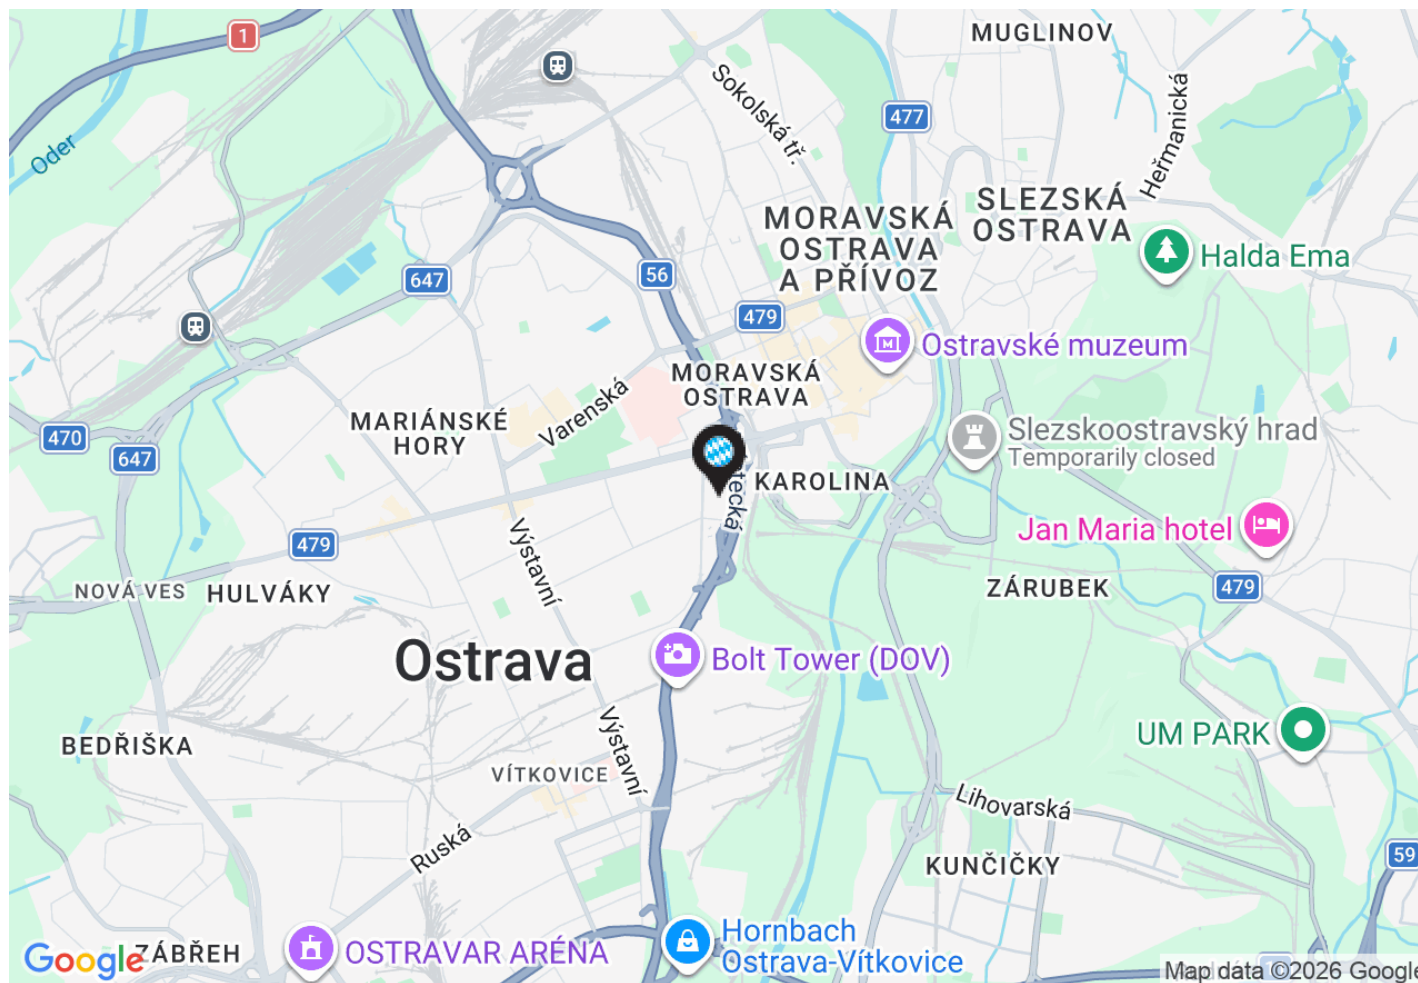 MUGLINOV
1
Sokolská tř.
477
Heřmanická
Oder
SLEZSKÁ
OSTRAVA
MORAVSKÁ
OSTRAVA
A PŘÍVOZ
Halda Ema
647
56
479
Ostravské muzeum
MORAVSKÁ
OSTRAVA
Varenská
MARIÁNSKÉ
HORY
470
647
Slezskoostravský hrad
Temporarily closed
KAROLINA
tecká
Jan Maria hotel
479
Výstavní
NOVÁ VES
HULVÁKY
ZÁRUBEK
479
Ostrava
Bolt Tower (DOV)
UM PARK
BEDŘIŠKA
Výstavní
VÍTKOVICE
Lihovarská
Ruská
KUNČIČKY
59
Hornbach
Ostrava-Vítkovice
Google
ZÁBŘEH
OSTRAVAR ARÉNA
Map data ©2026 Google